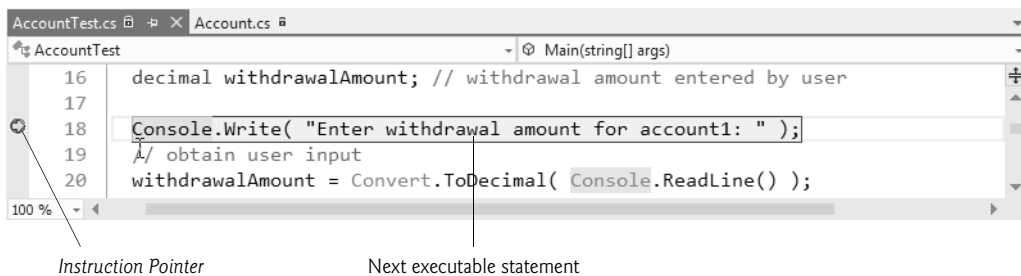 AccountTest.cs Account.cs
AccountTest Main(string[] args)
16 decimal withdrawalAmount; // withdrawal amount entered by user
17
18 Console.Write( "Enter withdrawal amount for account1: " );
19 // obtain user input
20 withdrawalAmount = Convert.ToDecimal( Console.ReadLine() );
100 %
Instruction Pointer Next executable statement